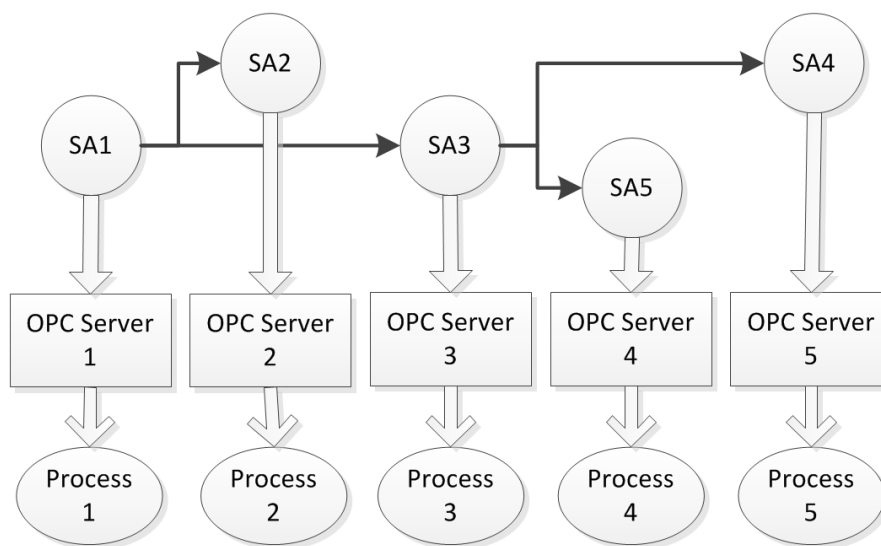 SA2
SA4
SA1
SA3
SA5
OPC Server
1
OPC Server
2
OPC Server
3
OPC Server
4
OPC Server
5
Process
1
Process
2
Process
3
Process
4
Process
5